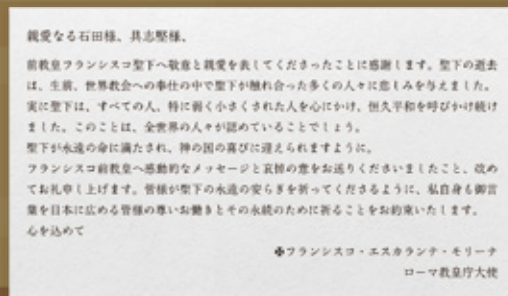 親愛なる石田様、具志堅様、
前教皇フランシスコ聖下へ敬意と親愛を表してくださったことに感謝します。聖下の逝去
は、生前、世界教会への奉仕の中で聖下が触れ合った多くの人々に悲しみを与えました。
実に聖下は、すべての人、特に弱く小さくされた人を心にかけ、恒久平和を呼びかけ続け
ました。このことは、全世界の人々が認めていることでしょう。
聖下が永遠の命に満たされ、神の国の喜びに迎えられますように。
フランシスコ前教皇へ感動的なメッセージと哀悼の意をお送りくださいましたこと、改め
てお礼申し上げます。皆様が聖下の永遠の安らぎを祈ってくださるように、私自身も御言
葉を日本に広める皆様の尊いお働きとその永続のために祈ることをお約束いたします。
心を込めて
✠フランシスコ・エスカランテ・モリーナ
ローマ教皇庁大使